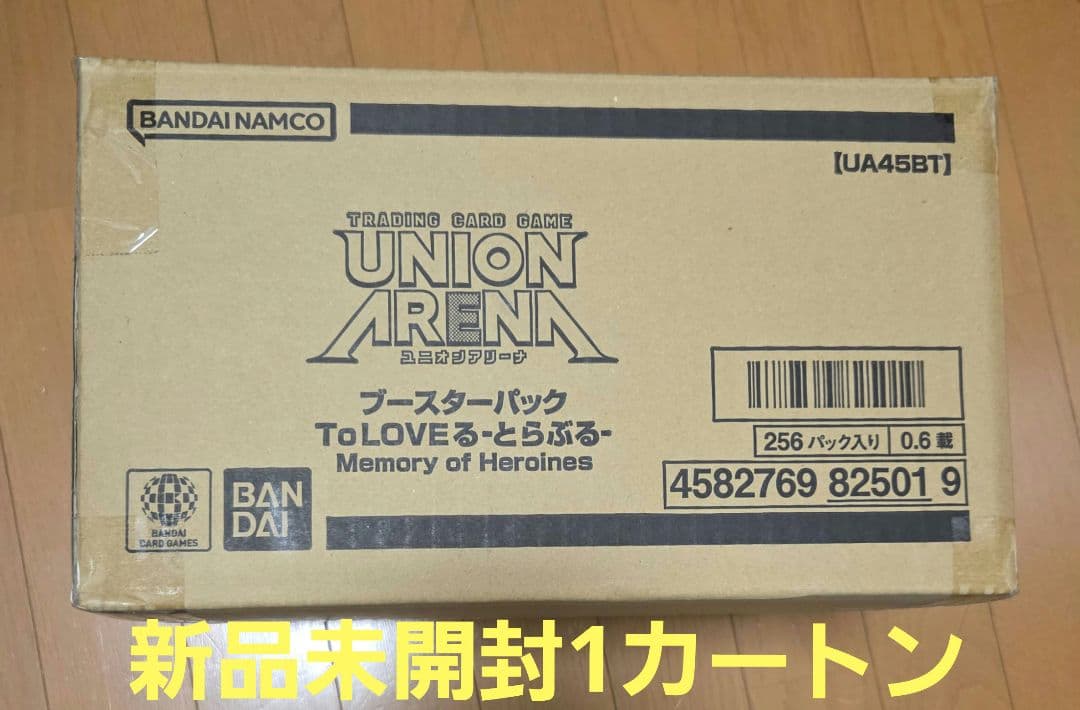 BANDAI NAMCO
【UA45BT】
TRADING CARD GAME
UNION
ARENA
ユニオンアリーナ
ブースターパック
To LOVEる-とらぶる-
Memory of Heroines
256 パック入り 0.6 載
4582769 82501 9
BANDAI
CARD GAMES
BAN
DAI
新品未開封1カートン